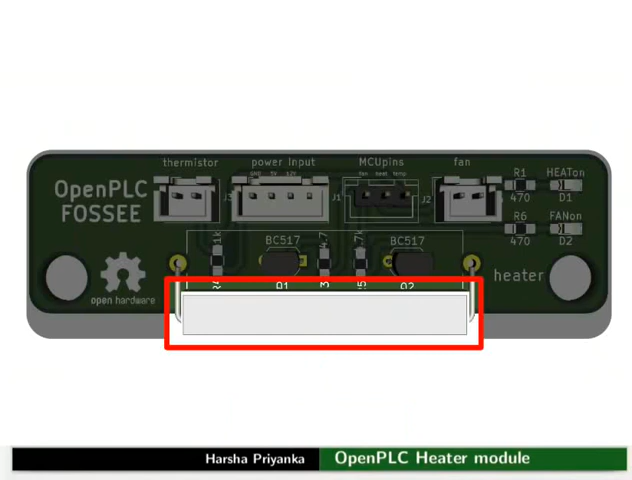 thermistor power Input MCUpins fan
GND 5V 12V
fan heat temp
R1 HEATon
OpenPLC
FOSSEE
J3 J1 J2
470 D1
R6 FANon
470 D2
1k BC517 4.7 .7k BC517
heater
open hardware
Q1 Q2
Harsha Priyanka OpenPLC Heater module